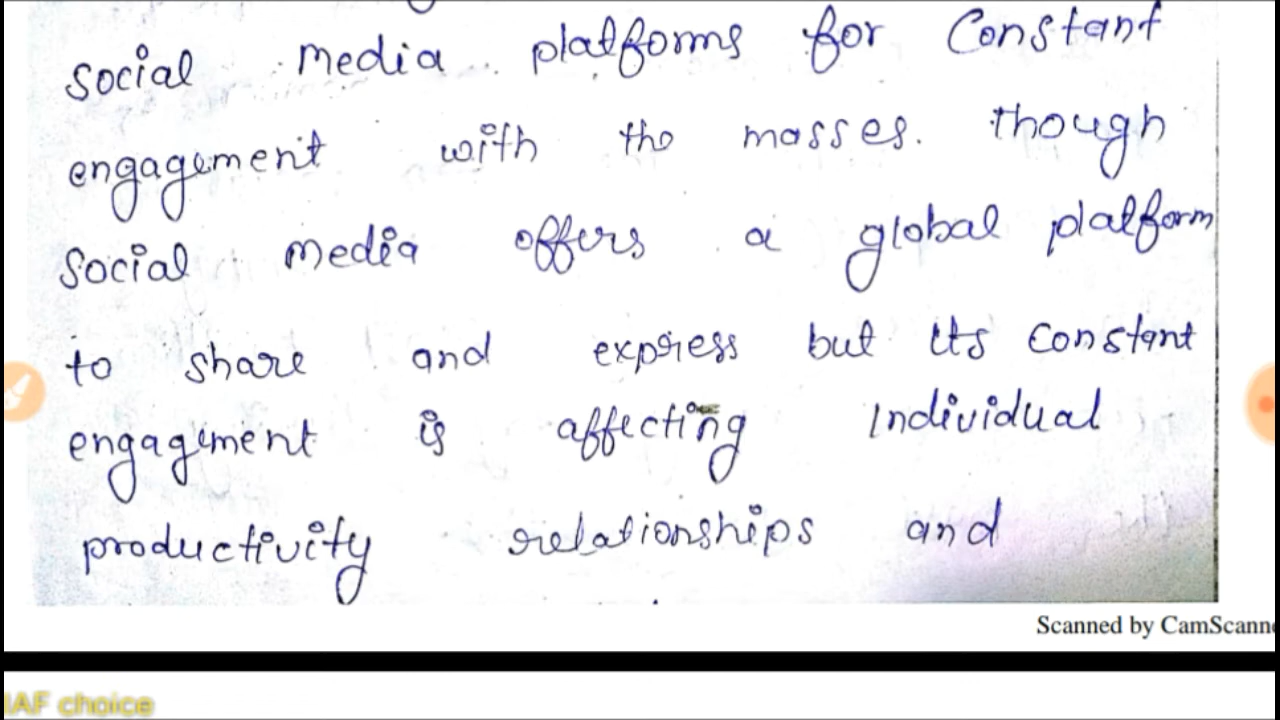 social media platforms for Constant
engagement with the masses. though
social media offers a global platform
to share and express but its constant
engagement is affecting Individual
productivity relationships and
Scanned by CamScanne
IAF choice